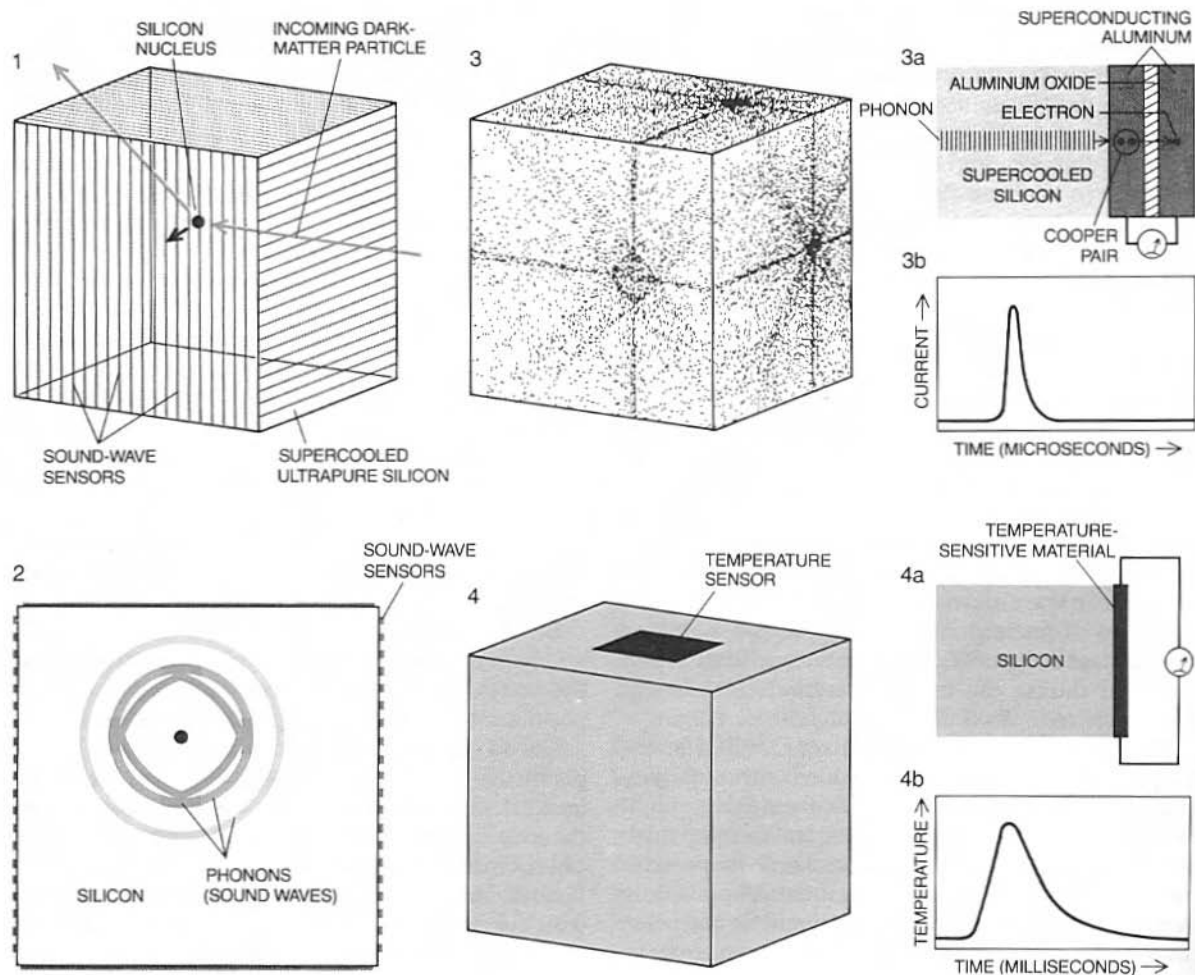 1
SILICON
NUCLEUS
INCOMING DARK-
MATTER PARTICLE
SOUND-WAVE
SENSORS
SUPERCOOLED
ULTRAPURE SILICON
3
3a
SUPERCONDUCTING
ALUMINUM
ALUMINUM OXIDE
ELECTRON
PHONON
SUPERCOOLED
SILICON
COOPER
PAIR
3b
CURRENT
TIME (MICROSECONDS)
2
SOUND-WAVE
SENSORS
PHONONS
(SOUND WAVES)
SILICON
4
TEMPERATURE
SENSOR
4a
TEMPERATURE-
SENSITIVE MATERIAL
SILICON
4b
TEMPERATURE
TIME (MILLISECONDS)